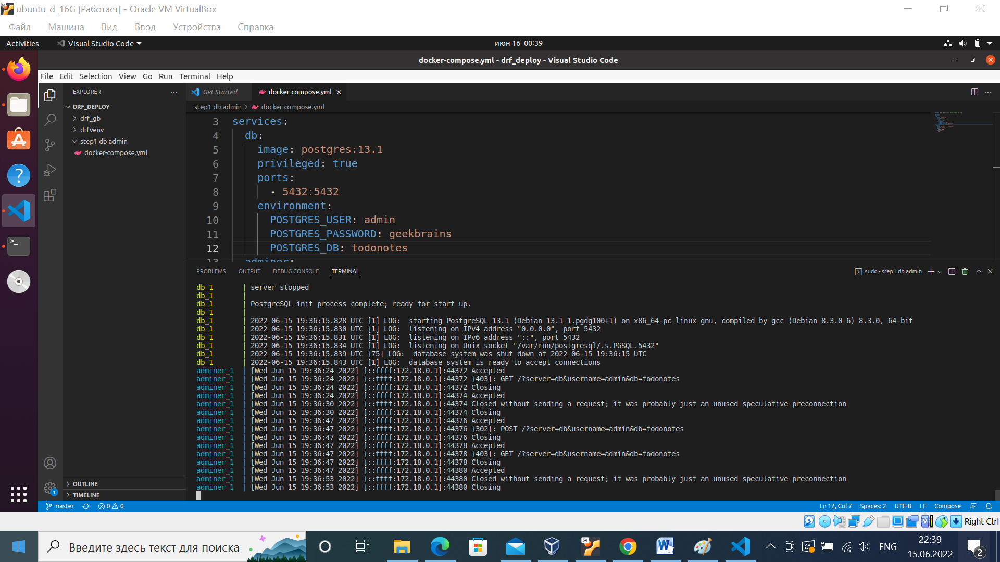 ubuntu_d_16G [Работает] - Oracle VM VirtualBox
Файл Машина Вид Ввод Устройства Справка
Activities Visual Studio Code июн 16 00:39
docker-compose.yml - drf_deploy - Visual Studio Code
File Edit Selection View Go Run Terminal Help
EXPLORER
DRF_DEPLOY
drf_gb
drfvenv
step1 db admin
docker-compose.yml
OUTLINE
TIMELINE
Get Started docker-compose.yml
step1 db admin > docker-compose.yml
3 services:
4 db:
5 image: postgres:13.1
6 privileged: true
7 ports:
8 - 5432:5432
9 environment:
10 POSTGRES_USER: admin
11 POSTGRES_PASSWORD: geekbrains
12 POSTGRES_DB: todonotes
13 adminer:
PROBLEMS OUTPUT DEBUG CONSOLE TERMINAL
sudo - step1 db admin
db_1 | server stopped
db_1 |
db_1 | PostgreSQL init process complete; ready for start up.
db_1 |
db_1 | 2022-06-15 19:36:15.828 UTC [1] LOG: starting PostgreSQL 13.1 (Debian 13.1-1.pgdg100+1) on x86_64-pc-linux-gnu, compiled by gcc (Debian 8.3.0-6) 8.3.0, 64-bit
db_1 | 2022-06-15 19:36:15.830 UTC [1] LOG: listening on IPv4 address "0.0.0.0", port 5432
db_1 | 2022-06-15 19:36:15.831 UTC [1] LOG: listening on IPv6 address "::", port 5432
db_1 | 2022-06-15 19:36:15.834 UTC [1] LOG: listening on Unix socket "/var/run/postgresql/.s.PGSQL.5432"
db_1 | 2022-06-15 19:36:15.839 UTC [75] LOG: database system was shut down at 2022-06-15 19:36:15 UTC
db_1 | 2022-06-15 19:36:15.843 UTC [1] LOG: database system is ready to accept connections
adminer_1 | [Wed Jun 15 19:36:24 2022] [::ffff:172.18.0.1]:44372 Accepted
adminer_1 | [Wed Jun 15 19:36:24 2022] [::ffff:172.18.0.1]:44372 [403]: GET /?server=db&username=admin&db=todonotes
adminer_1 | [Wed Jun 15 19:36:24 2022] [::ffff:172.18.0.1]:44372 Closing
adminer_1 | [Wed Jun 15 19:36:24 2022] [::ffff:172.18.0.1]:44374 Accepted
adminer_1 | [Wed Jun 15 19:36:30 2022] [::ffff:172.18.0.1]:44374 Closed without sending a request; it was probably just an unused speculative preconnection
adminer_1 | [Wed Jun 15 19:36:30 2022] [::ffff:172.18.0.1]:44374 Closing
adminer_1 | [Wed Jun 15 19:36:47 2022] [::ffff:172.18.0.1]:44376 Accepted
adminer_1 | [Wed Jun 15 19:36:47 2022] [::ffff:172.18.0.1]:44376 [302]: POST /?server=db&username=admin&db=todonotes
adminer_1 | [Wed Jun 15 19:36:47 2022] [::ffff:172.18.0.1]:44376 Closing
adminer_1 | [Wed Jun 15 19:36:47 2022] [::ffff:172.18.0.1]:44378 Accepted
adminer_1 | [Wed Jun 15 19:36:47 2022] [::ffff:172.18.0.1]:44378 [403]: GET /?server=db&username=admin&db=todonotes
adminer_1 | [Wed Jun 15 19:36:47 2022] [::ffff:172.18.0.1]:44378 Closing
adminer_1 | [Wed Jun 15 19:36:47 2022] [::ffff:172.18.0.1]:44380 Accepted
adminer_1 | [Wed Jun 15 19:36:53 2022] [::ffff:172.18.0.1]:44380 Closed without sending a request; it was probably just an unused speculative preconnection
adminer_1 | [Wed Jun 15 19:36:53 2022] [::ffff:172.18.0.1]:44380 Closing
master 0 0 Ln 12, Col 7 Spaces: 2 UTF-8 LF Compose
Right Ctrl
Введите здесь текст для поиска
ENG 22:39
15.06.2022
2